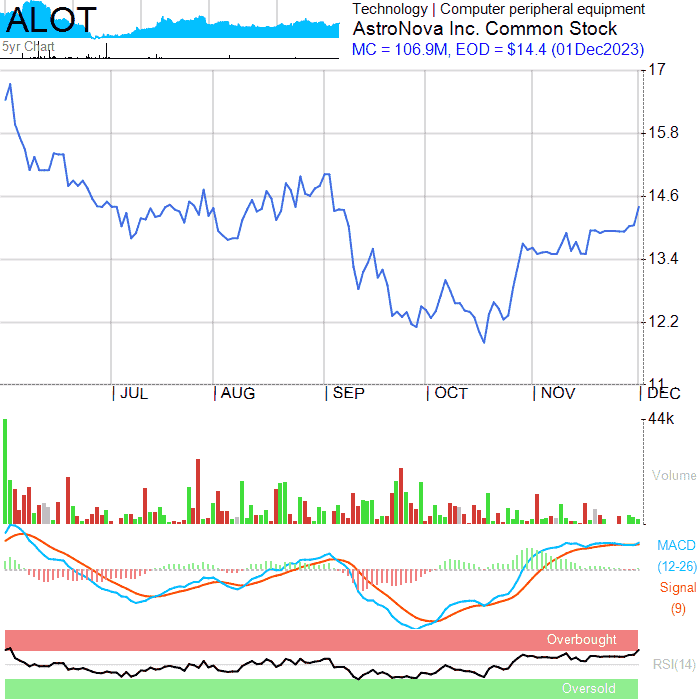 ALOT
5yr Chart
Technology | Computer peripheral equipment
AstroNova Inc. Common Stock
MC = 106.9M, EOD = $14.4 (01Dec2023)
17
15.8
14.6
13.4
12.2
11
| JUL | AUG | SEP | OCT | NOV | DEC
44k
Volume
MACD
(12-26)
Signal
(9)
Overbought
RSI(14)
Oversold